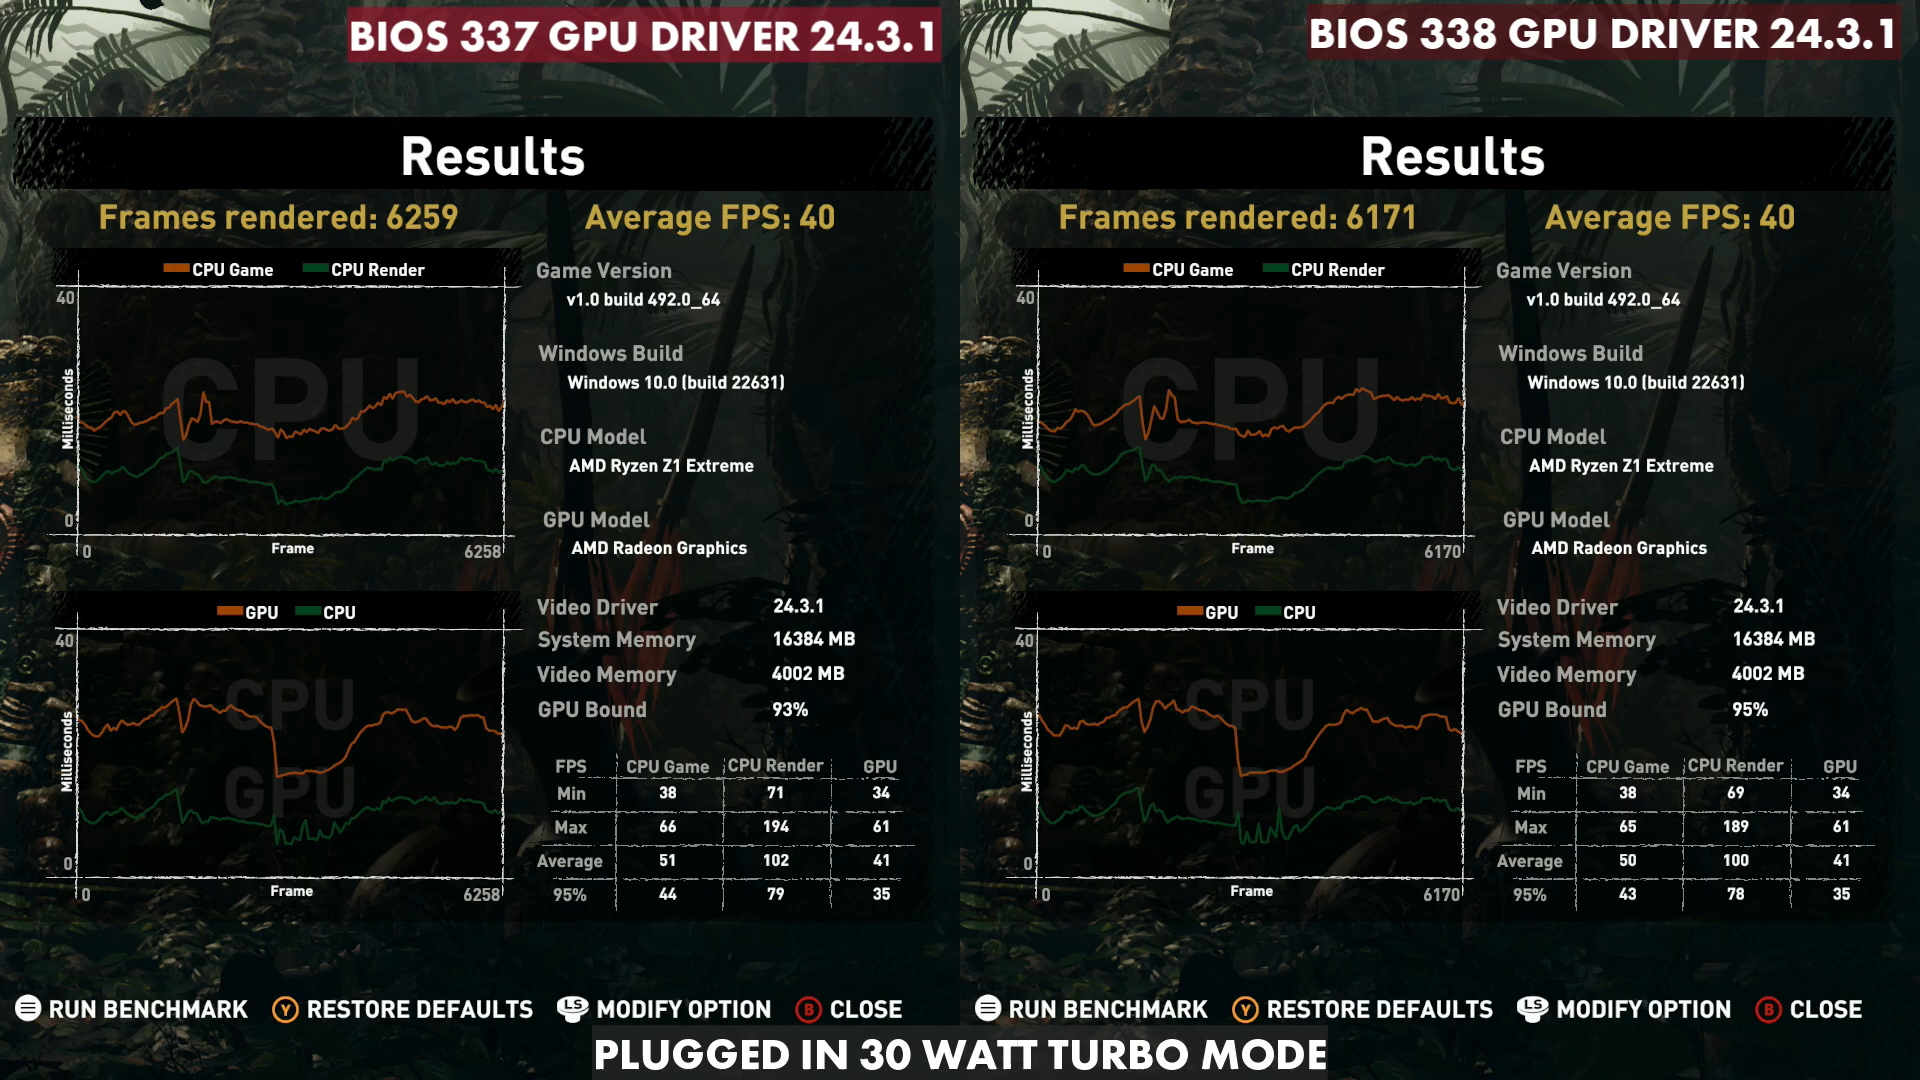 BIOS 337 GPU DRIVER 24.3.1
Results
Frames rendered: 6259
Average FPS: 40
CPU Game
CPU Render
40
CPU
Milliseconds
0
0
Frame
6258
GPU
CPU
40
CPU
GPU
Milliseconds
0
0
Frame
6258
Game Version
v1.0 build 492.0_64
Windows Build
Windows 10.0 (build 22631)
CPU Model
AMD Ryzen Z1 Extreme
GPU Model
AMD Radeon Graphics
Video Driver 24.3.1
System Memory 16384 MB
Video Memory 4002 MB
GPU Bound 93%
FPS CPU Game CPU Render GPU
Min 38 71 34
Max 66 194 61
Average 51 102 41
95% 44 79 35
RUN BENCHMARK Y RESTORE DEFAULTS LS MODIFY OPTION B CLOSE
BIOS 338 GPU DRIVER 24.3.1
Results
Frames rendered: 6171
Average FPS: 40
CPU Game
CPU Render
40
CPU
Milliseconds
0
0
Frame
6170
GPU
CPU
40
CPU
GPU
Milliseconds
0
0
Frame
6170
Game Version
v1.0 build 492.0_64
Windows Build
Windows 10.0 (build 22631)
CPU Model
AMD Ryzen Z1 Extreme
GPU Model
AMD Radeon Graphics
Video Driver 24.3.1
System Memory 16384 MB
Video Memory 4002 MB
GPU Bound 95%
FPS CPU Game CPU Render GPU
Min 38 69 34
Max 65 189 61
Average 50 100 41
95% 43 78 35
RUN BENCHMARK Y RESTORE DEFAULTS LS MODIFY OPTION B CLOSE
PLUGGED IN 30 WATT TURBO MODE